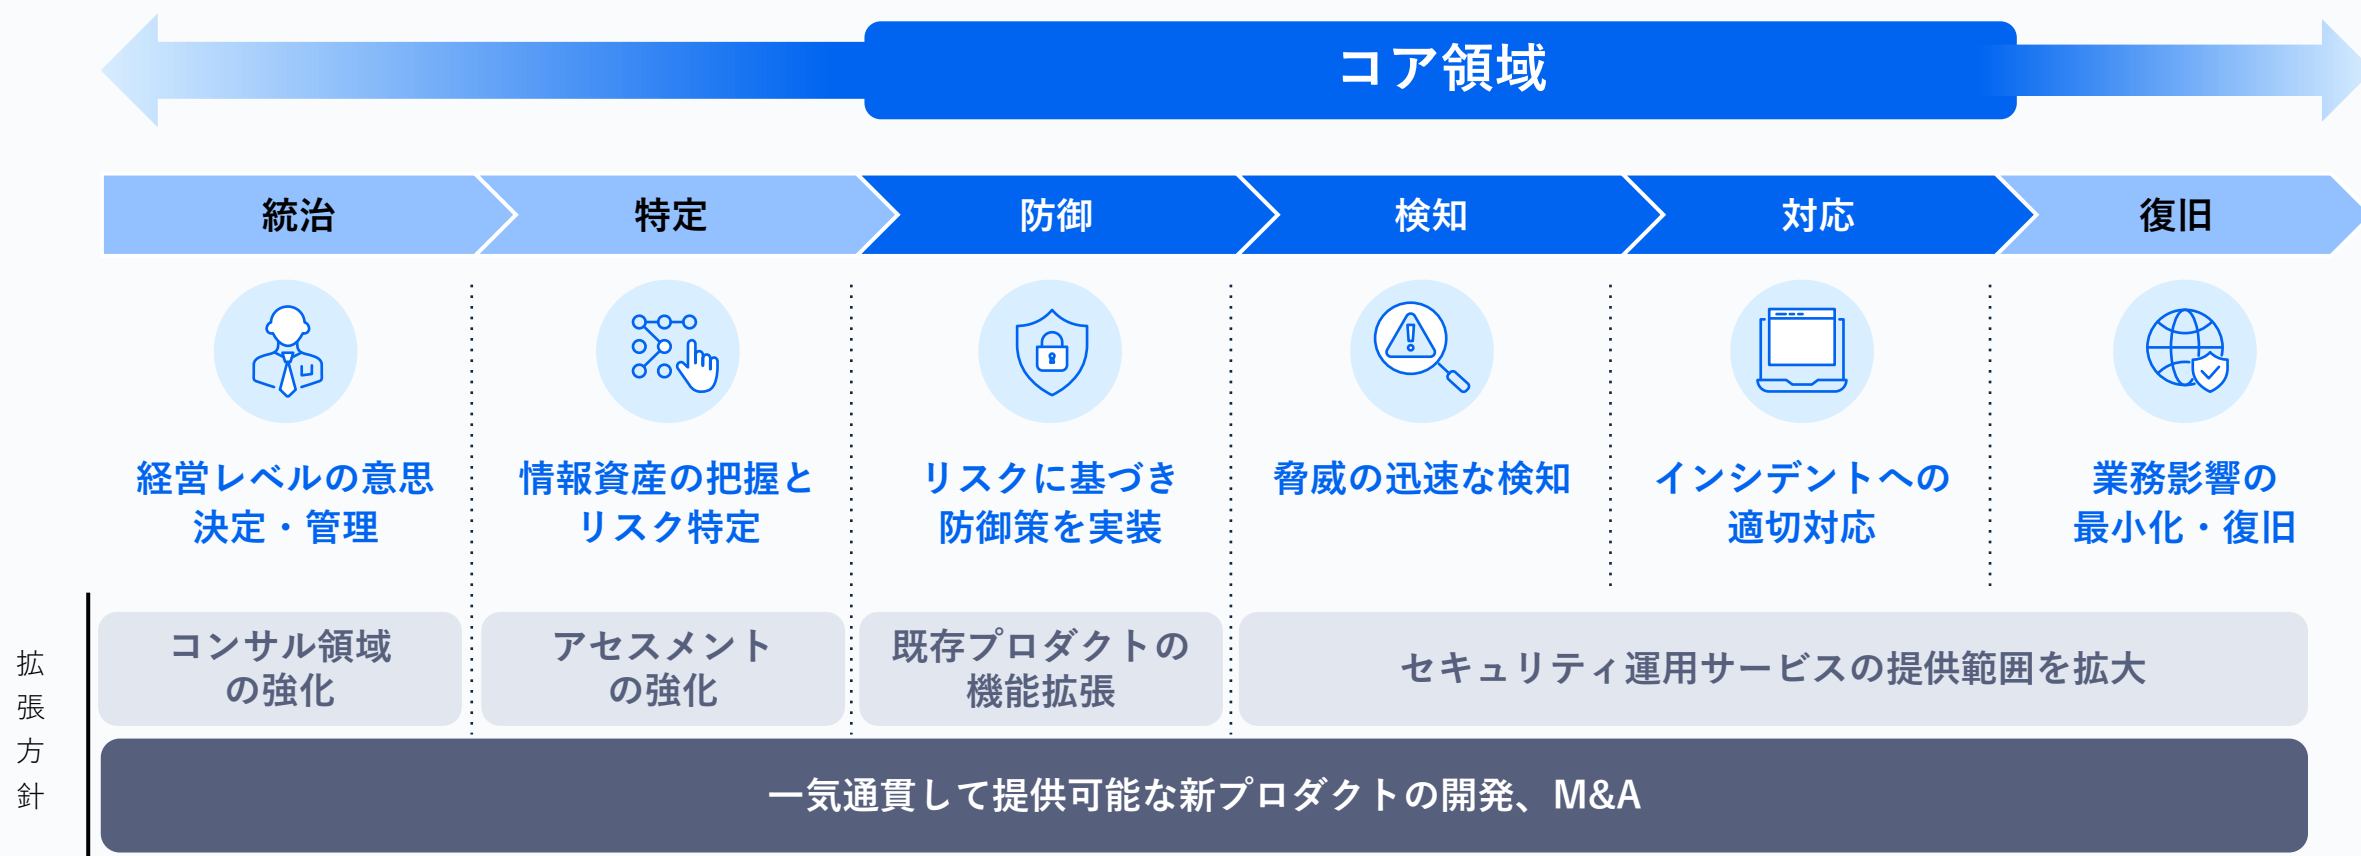 コア領域
統治
特定
防御
検知
対応
復旧
経営レベルの意思
決定・管理
情報資産の把握と
リスク特定
リスクに基づき
防御策を実装
脅威の迅速な検知
インシデントへの
適切対応
業務影響の
最小化・復旧
拡張方針
コンサル領域
の強化
アセスメント
の強化
既存プロダクトの
機能拡張
セキュリティ運用サービスの提供範囲を拡大
一気通貫して提供可能な新プロダクトの開発、M&A